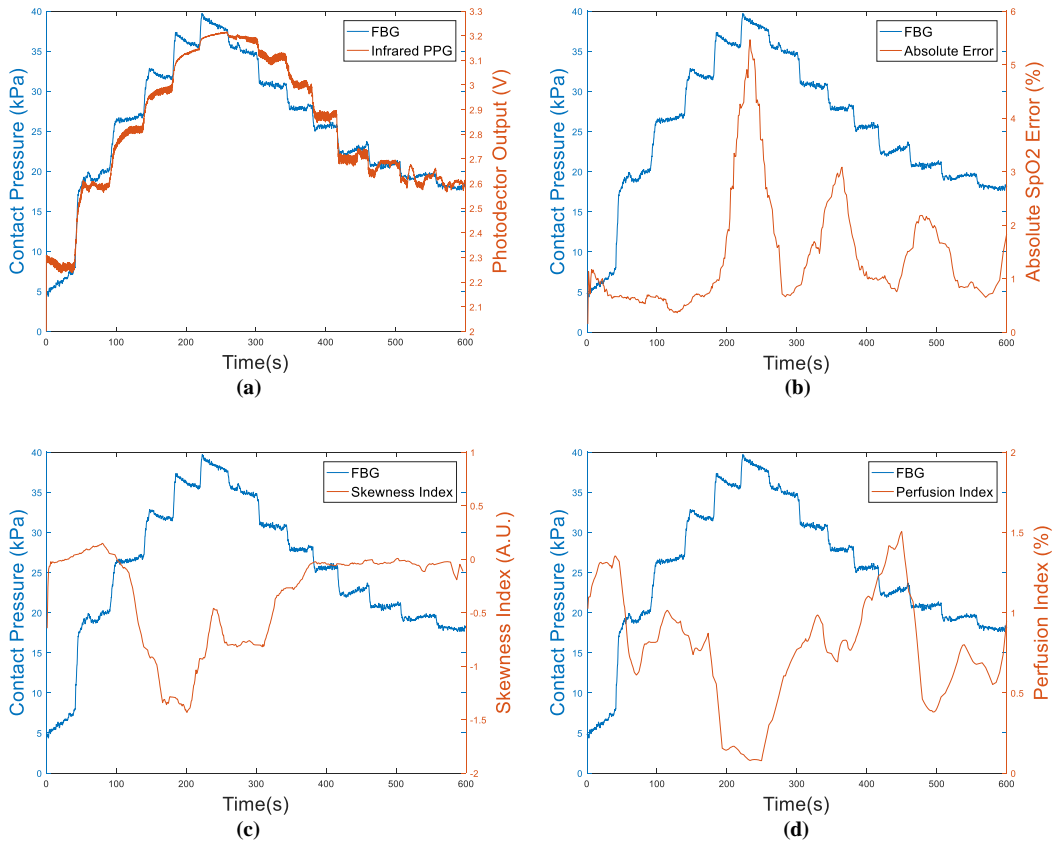 FBG
Infrared PPG
Contact Pressure (kPa)
0
5
10
15
20
25
30
35
40
Photodector Output (V)
2
2.1
2.2
2.3
2.4
2.5
2.6
2.7
2.8
2.9
3
3.1
3.2
3.3
0 100 200 300 400 500 600
Time(s)
(a)
FBG
Absolute Error
Contact Pressure (kPa)
0
5
10
15
20
25
30
35
40
Absolute SpO2 Error (%)
0
1
2
3
4
5
6
0 100 200 300 400 500 600
Time(s)
(b)
FBG
Skewness Index
Contact Pressure (kPa)
0
5
10
15
20
25
30
35
40
Skewness Index (A.U.)
-2
-1.5
-1
-0.5
0
0.5
1
0 100 200 300 400 500 600
Time(s)
(c)
FBG
Perfusion Index
Contact Pressure (kPa)
0
5
10
15
20
25
30
35
40
Perfusion Index (%)
0
0.5
1
1.5
2
0 100 200 300 400 500 600
Time(s)
(d)